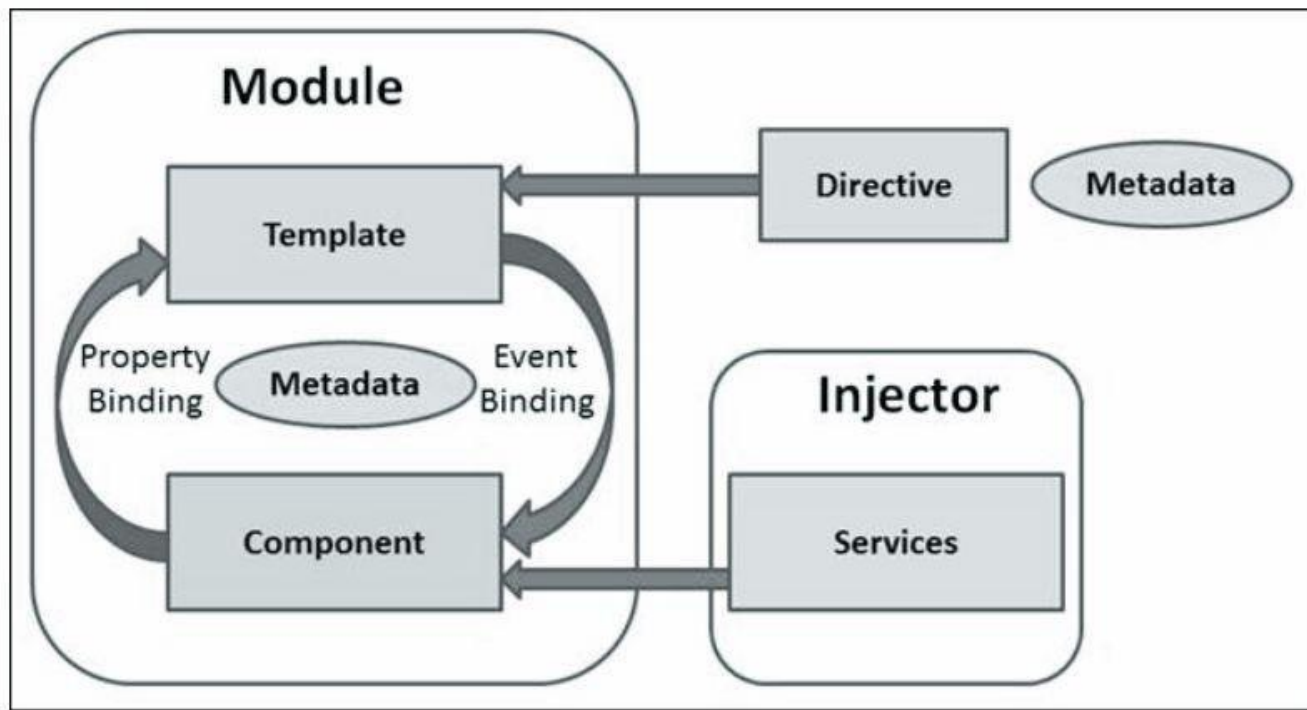 Module
Template
Directive
Metadata
Property
Binding
Metadata
Event
Binding
Injector
Component
Services